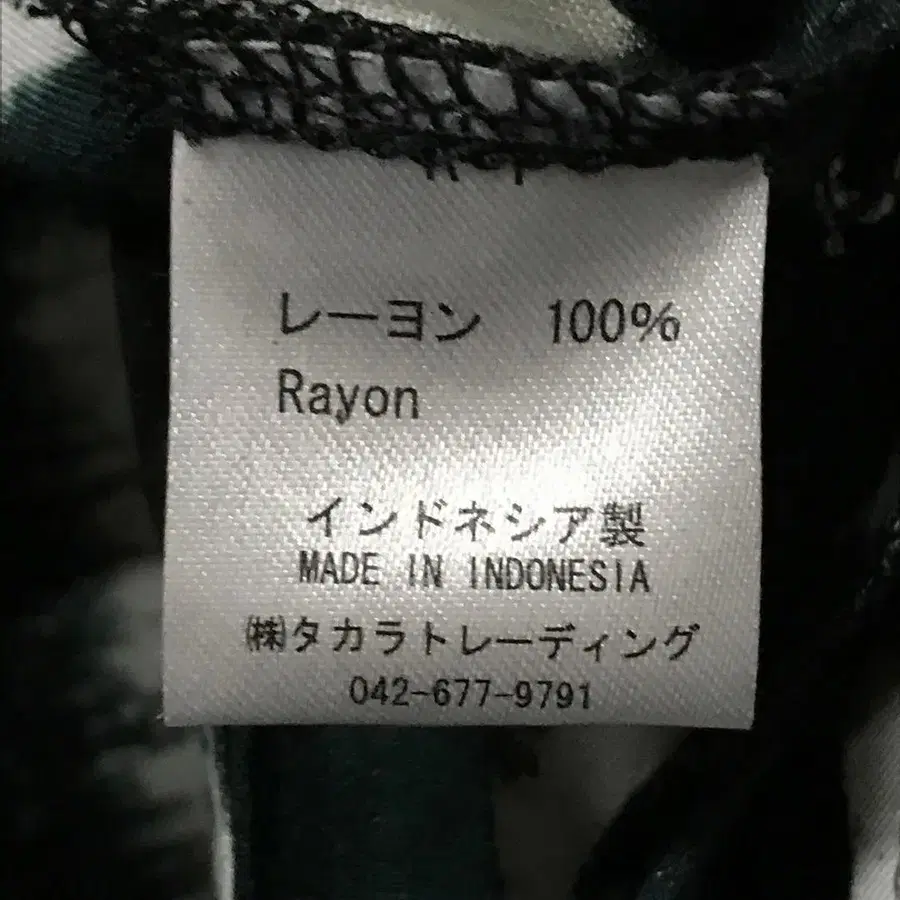 レーヨン　100%
Rayon
インドネシア製
MADE IN INDONESIA
㈱タカラトレーディング
042-677-9791